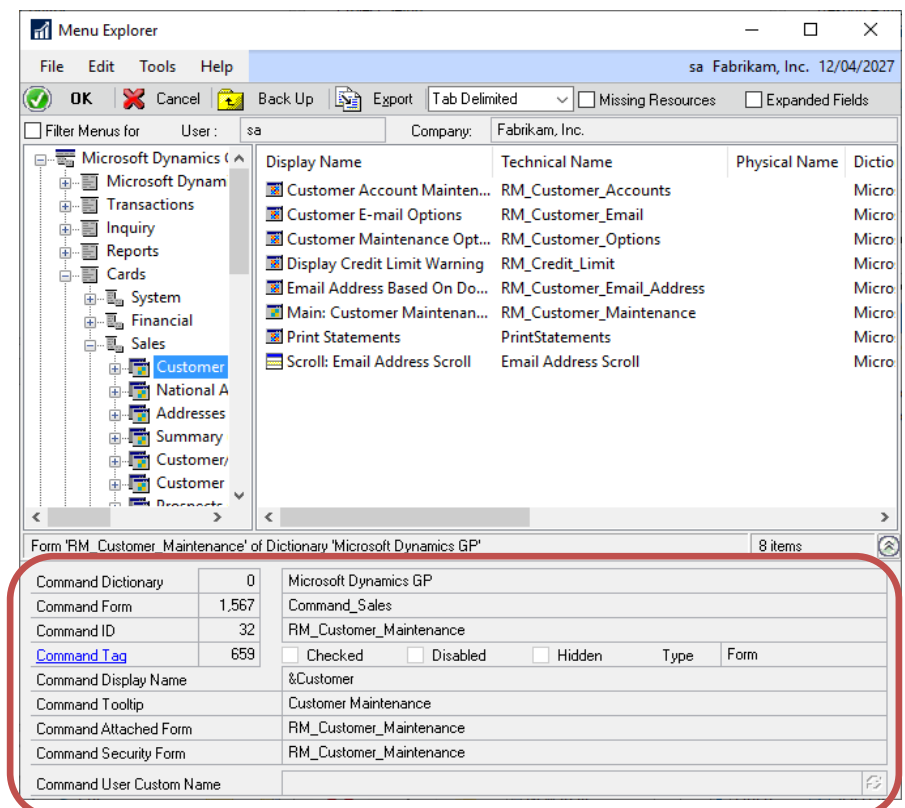 Menu Explorer
File Edit Tools Help sa Fabrikam, Inc. 12/04/2027
OK Cancel Back Up Export Tab Delimited Missing Resources Expanded Fields
Filter Menus for User : sa Company: Fabrikam, Inc.
Microsoft Dynamics (
Microsoft Dynam
Transactions
Inquiry
Reports
Cards
System
Financial
Sales
Customer
National A
Addresses
Summary
Customer/
Customer
Prospects
Display Name Technical Name Physical Name Dictio
Customer Account Mainten... RM_Customer_Accounts Micro
Customer E-mail Options RM_Customer_Email Micro
Customer Maintenance Opt... RM_Customer_Options Micro
Display Credit Limit Warning RM_Credit_Limit Micro
Email Address Based On Do... RM_Customer_Email_Address Micro
Main: Customer Maintenan... RM_Customer_Maintenance Micro
Print Statements PrintStatements Micro
Scroll: Email Address Scroll Email Address Scroll Micro
Form 'RM_Customer_Maintenance' of Dictionary 'Microsoft Dynamics GP' 8 items
Command Dictionary 0 Microsoft Dynamics GP
Command Form 1,567 Command_Sales
Command ID 32 RM_Customer_Maintenance
Command Tag 659 Checked Disabled Hidden Type Form
Command Display Name &Customer
Command Tooltip Customer Maintenance
Command Attached Form RM_Customer_Maintenance
Command Security Form RM_Customer_Maintenance
Command User Custom Name